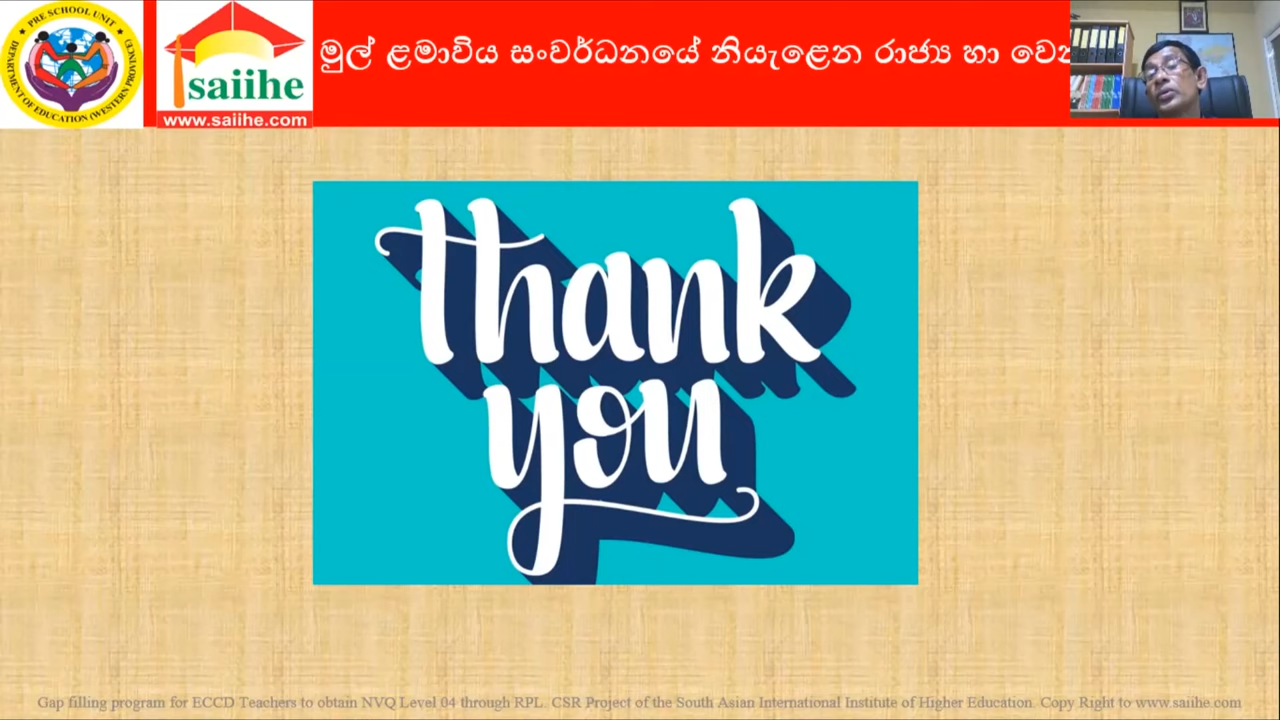 PRE SCHOOL UNIT
DEPARTMENT OF EDUCATION (WESTERN PROVINCE)
saiihe
www.saiihe.com
මුල් ළමාවිය සංවර්ධනයේ නියැළෙන රාජ්‍ය හා
thank
you
Gap filling program for ECCD Teachers to obtain NVQ Level 04 through RPL. CSR Project of the South Asian International Institute of Higher Education. Copy Right to www.saiihe.com